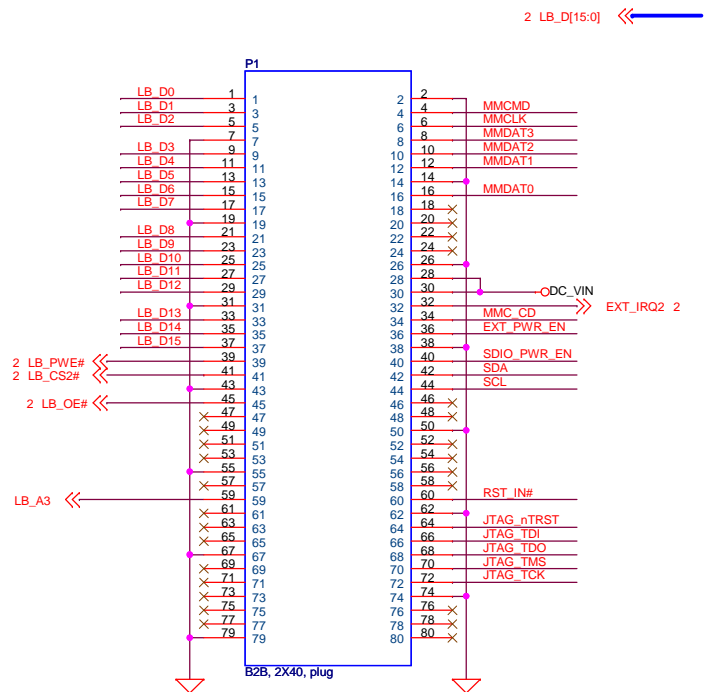 2 LB_D[15:0]
P1
LB_D0 1 1 2 2
LB_D1 3 3 4 4 MMCMD
LB_D2 5 5 6 6 MMCLK
7 7 8 8 MMDAT3
LB_D3 9 9 10 10 MMDAT2
LB_D4 11 11 12 12 MMDAT1
LB_D5 13 13 14 14
LB_D6 15 15 16 16 MMDAT0
LB_D7 17 17 18 18
19 19 20 20
LB_D8 21 21 22 22
LB_D9 23 23 24 24
LB_D10 25 25 26 26
LB_D11 27 27 28 28
LB_D12 29 29 30 30 DC_VIN
31 31 32 32 EXT_IRQ2 2
LB_D13 33 33 34 34 MMC_CD
LB_D14 35 35 36 36 EXT_PWR_EN
LB_D15 37 37 38 38
2 LB_PWE# 39 39 40 40 SDIO_PWR_EN
2 LB_CS2# 41 41 42 42 SDA
43 43 44 44 SCL
2 LB_OE# 45 45 46 46
47 47 48 48
49 49 50 50
51 51 52 52
53 53 54 54
55 55 56 56
57 57 58 58
LB_A3 59 59 60 60 RST_IN#
61 61 62 62
63 63 64 64 JTAG_nTRST
65 65 66 66 JTAG_TDI
67 67 68 68 JTAG_TDO
69 69 70 70 JTAG_TMS
71 71 72 72 JTAG_TCK
73 73 74 74
75 75 76 76
77 77 78 78
79 79 80 80
B2B, 2X40, plug